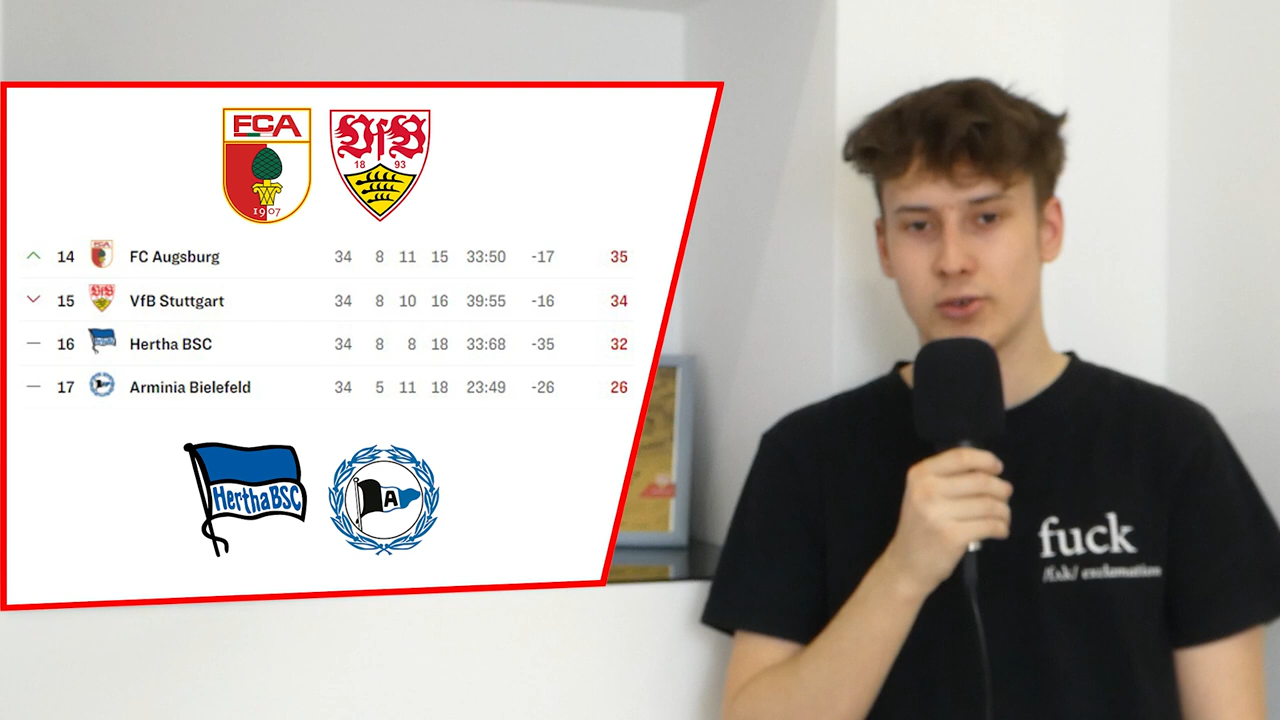 FCA
1907
VfB
18 93
14 FC Augsburg 34 8 11 15 33:50 -17 35
15 VfB Stuttgart 34 8 10 16 39:55 -16 34
16 Hertha BSC 34 8 8 18 33:68 -35 32
17 Arminia Bielefeld 34 5 11 18 23:49 -26 26
Hertha BSC
A
fuck
/fʌk/ exclamation